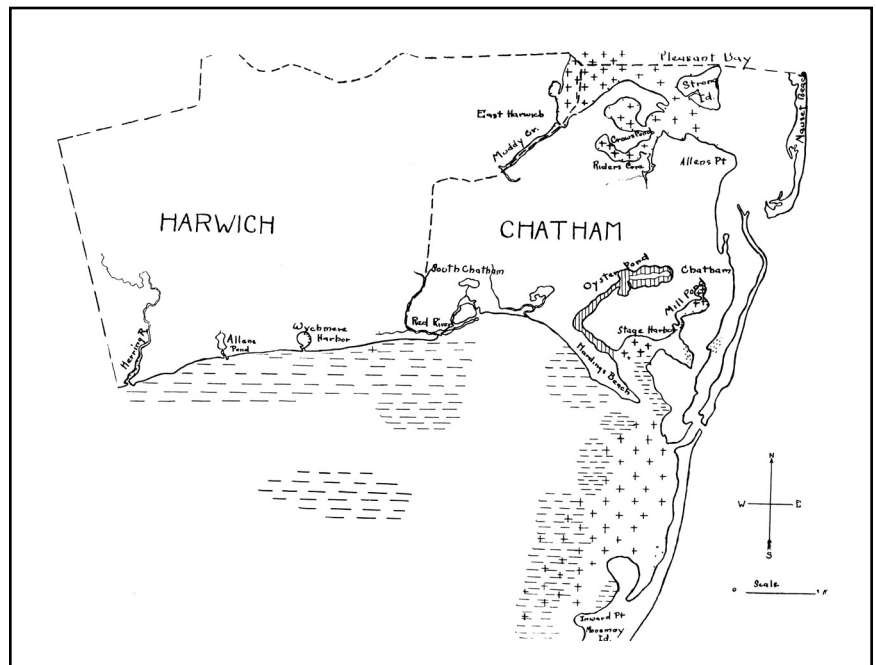 Pleasant Bay
Strong
Id.
Nauset Beach
East Harwich
Muddy Cr.
Crows Pond
Riders Cove
Allens Pt
HARWICH
CHATHAM
South Chatham
Oyster Pond
Chatham
Mill Pond
Red River
Stage Harbor
Wychmere
Harbor
Allens
Pond
Herring R.
Hardings Beach
N
W
E
S
Scale
0
Inward Pt
Monomoy
Id.